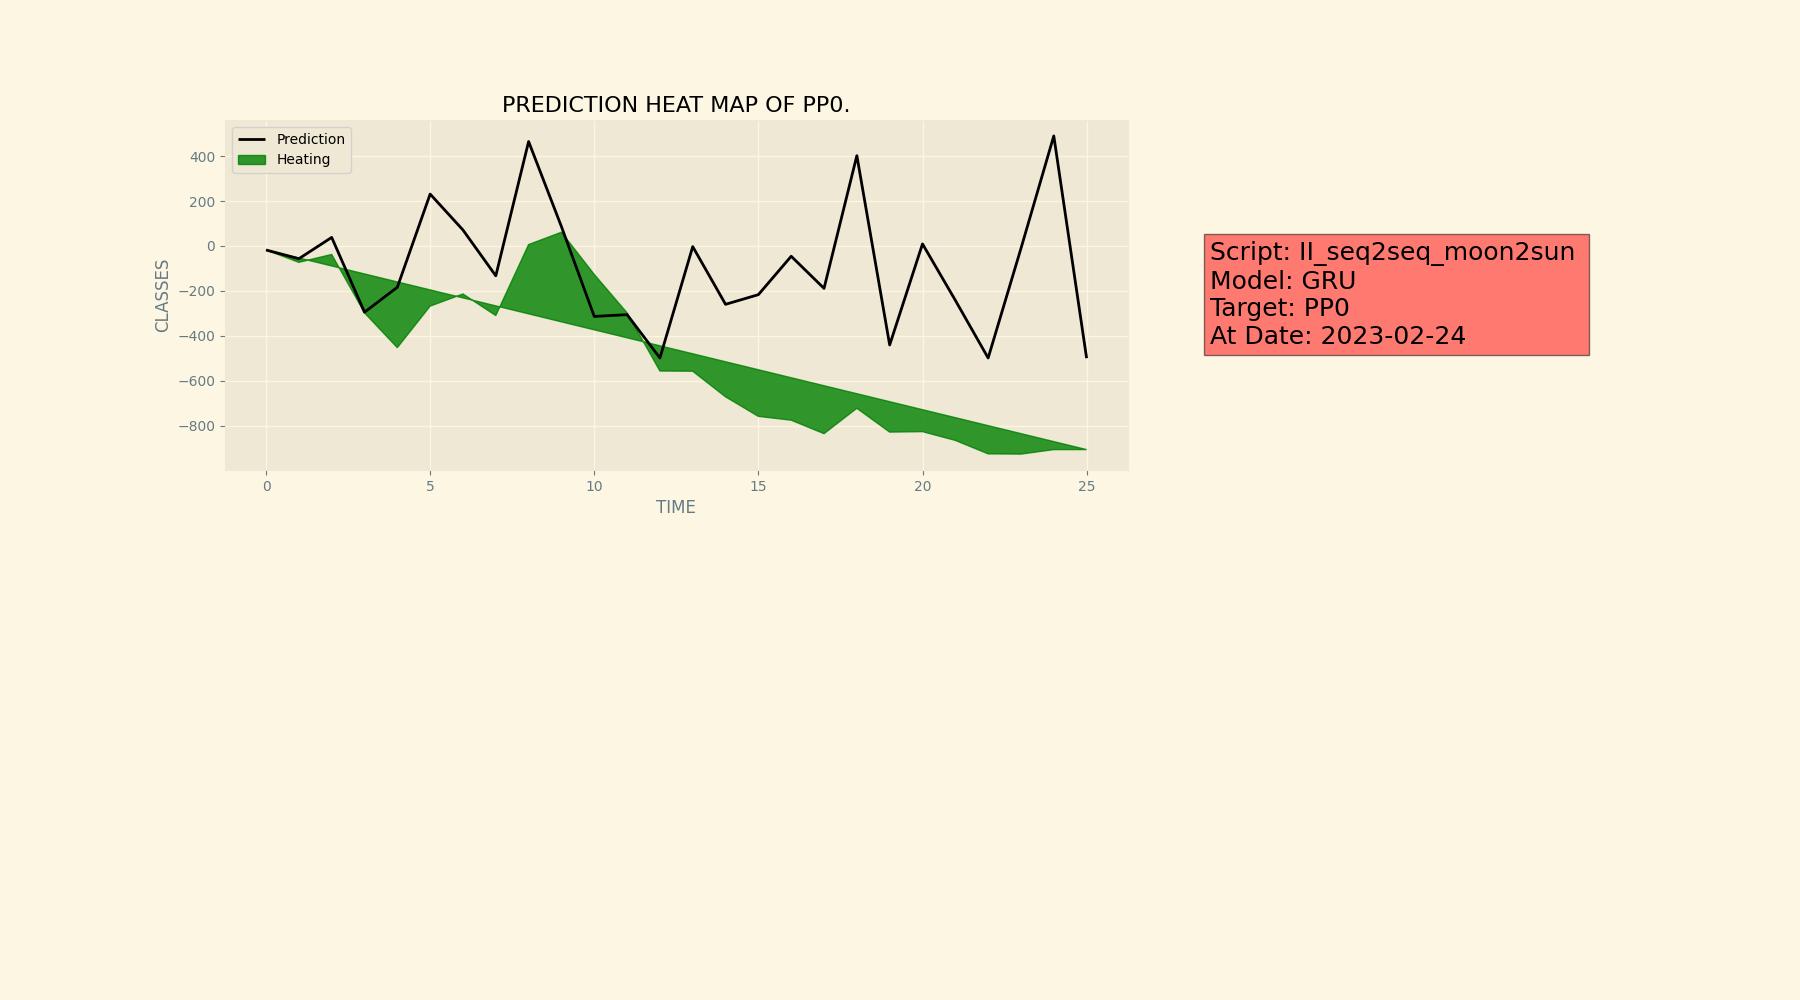 PREDICTION HEAT MAP OF PP0.
Prediction
Heating
400
200
0
−200
−400
−600
−800
CLASSES
0 5 10 15 20 25
TIME
Script: II_seq2seq_moon2sun
Model: GRU
Target: PP0
At Date: 2023-02-24